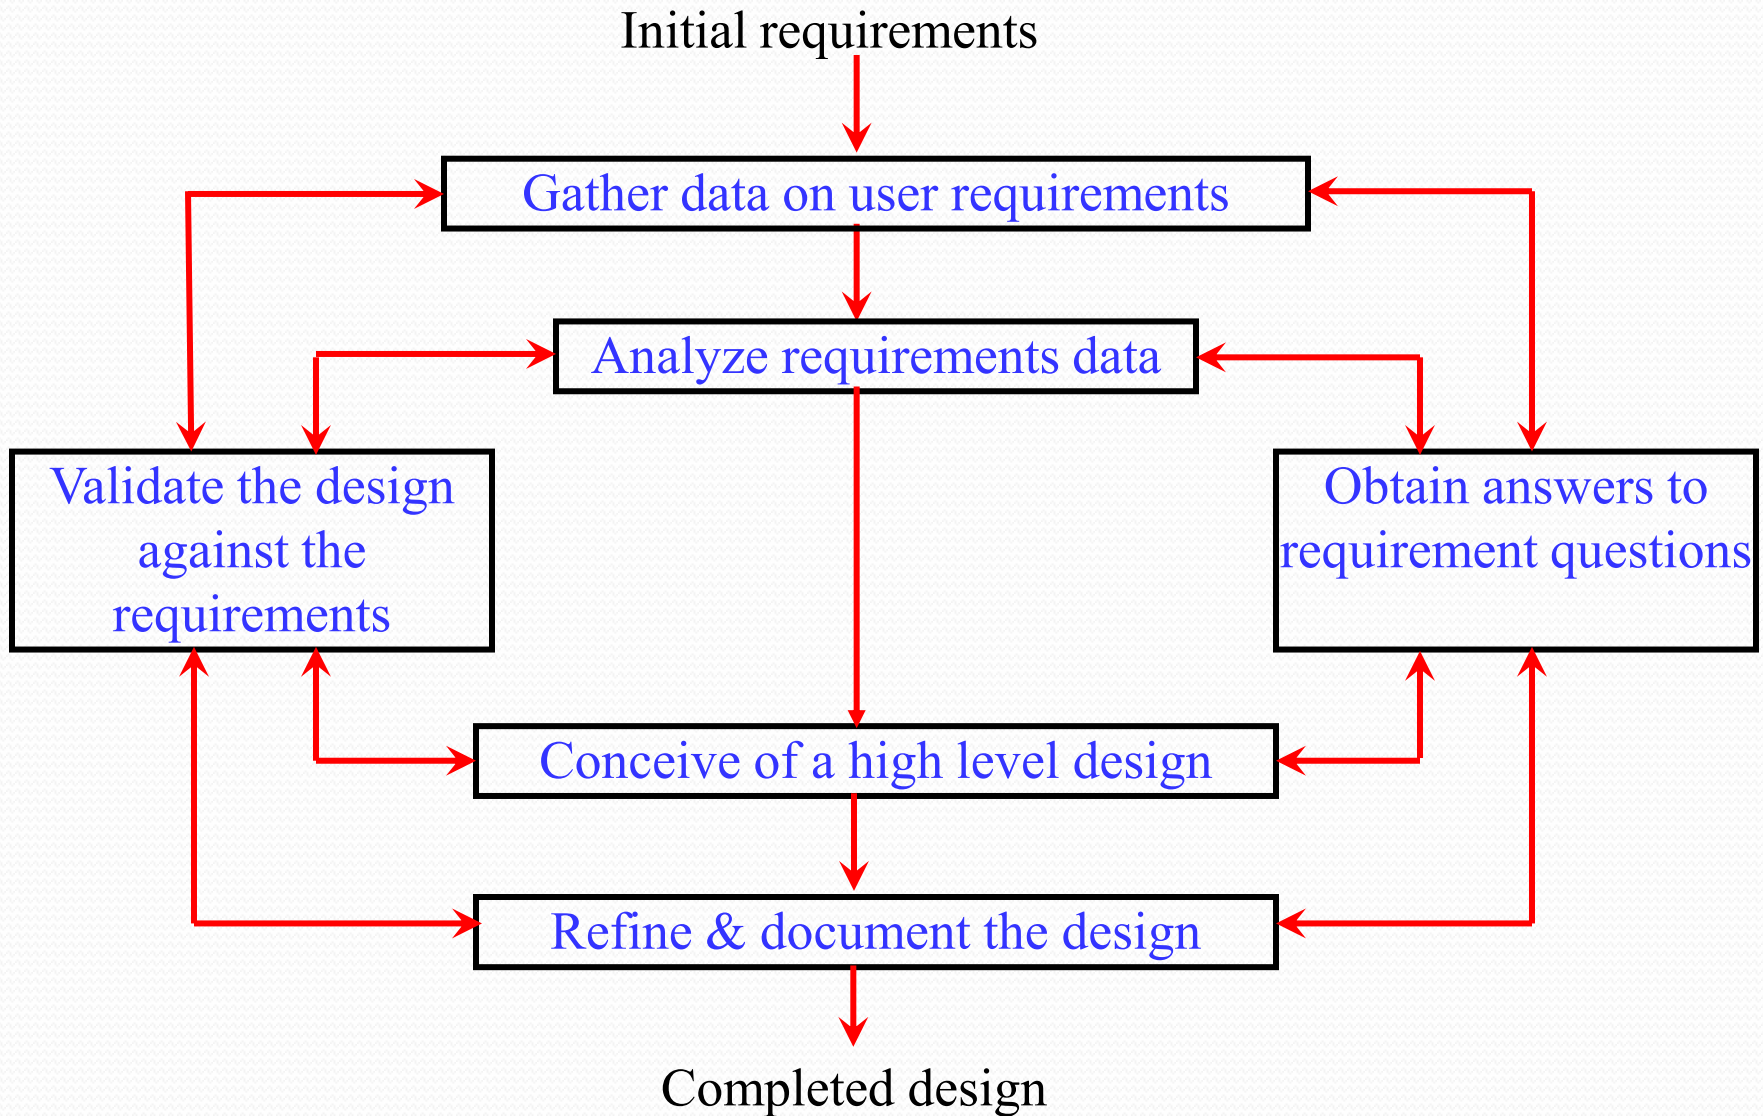 Initial requirements
Gather data on user requirements
Analyze requirements data
Validate the design
against the
requirements
Obtain answers to
requirement questions
Conceive of a high level design
Refine & document the design
Completed design